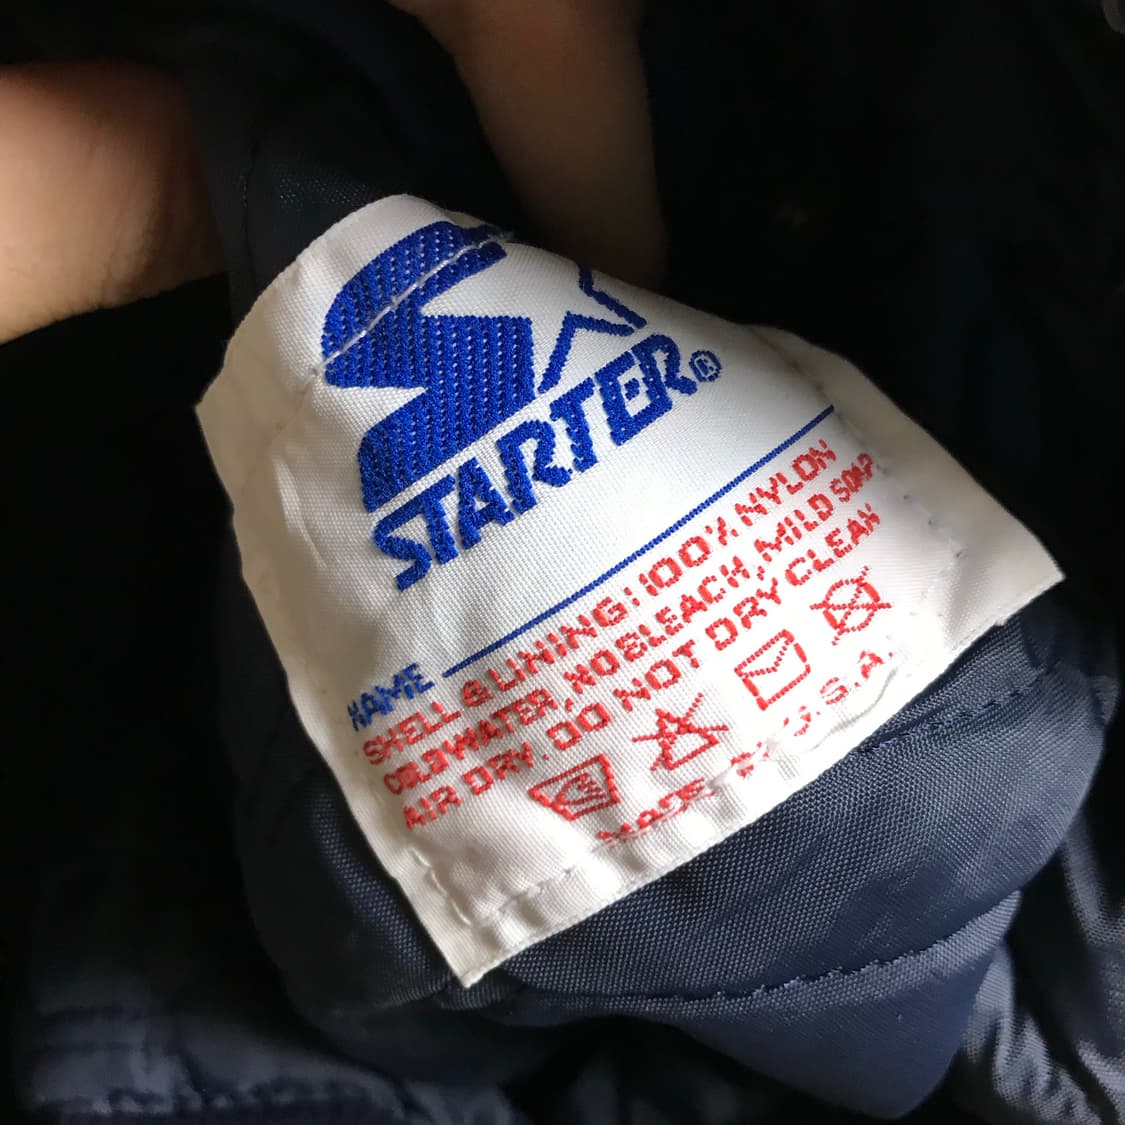 STARTER®
NAME
SHELL & LINING: 100% NYLON
COLD WATER, NO BLEACH, MILD SOAP.
AIR DRY. DO NOT DRY CLEAN
MADE IN U.S.A.